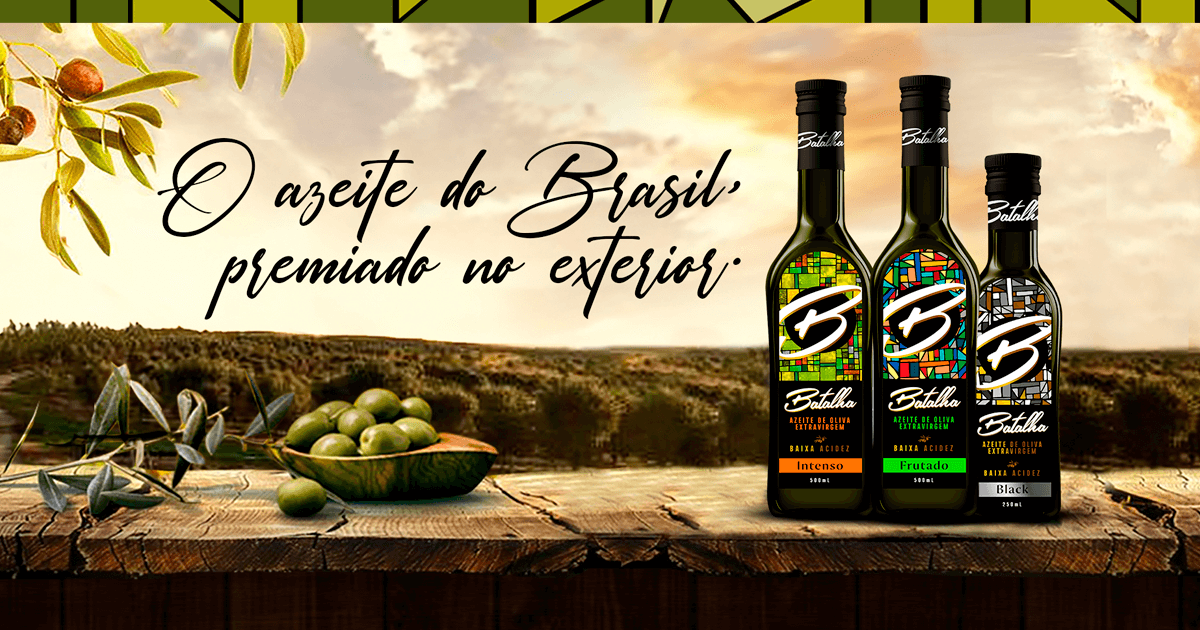 O azeite do Brasil,
premiado no exterior.
Batalha
Batalha
Batalh
B
B
B
Batalha
AZEITE DE OLIVA
EXTRAVIRGEM
BAIXA ACIDEZ
Intenso
500mL
Batalha
AZEITE DE OLIVA
EXTRAVIRGEM
BAIXA ACIDEZ
Frutado
500mL
Batalha
AZEITE DE OLIVA
EXTRAVIRGEM
BAIXA ACIDEZ
Black
250mL